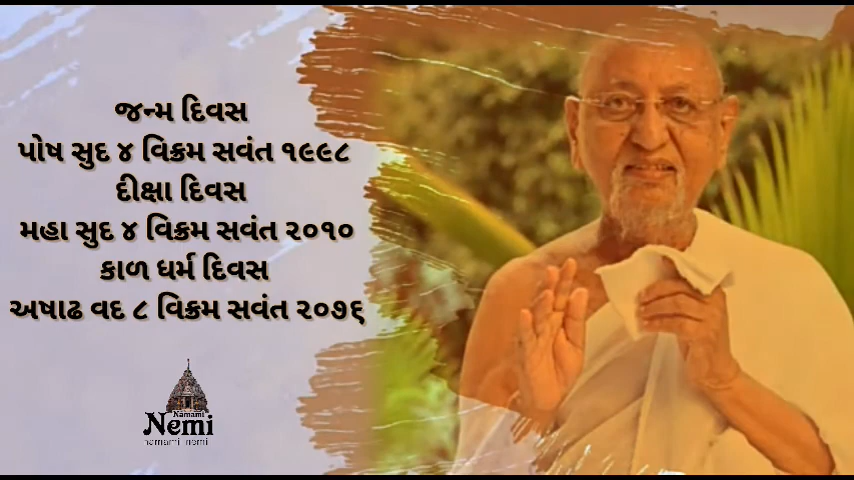 જન્મ દિવસ
પોષ સુદ ૪ વિક્રમ સવંત ૧૯૯૮
દીક્ષા દિવસ
મહા સુદ ૪ વિક્રમ સવંત ૨૦૧૦
કાળ ધર્મ દિવસ
અષાઢ વદ ૮ વિક્રમ સવંત ૨૦૭૬
Namami
Nemi
namami nemi